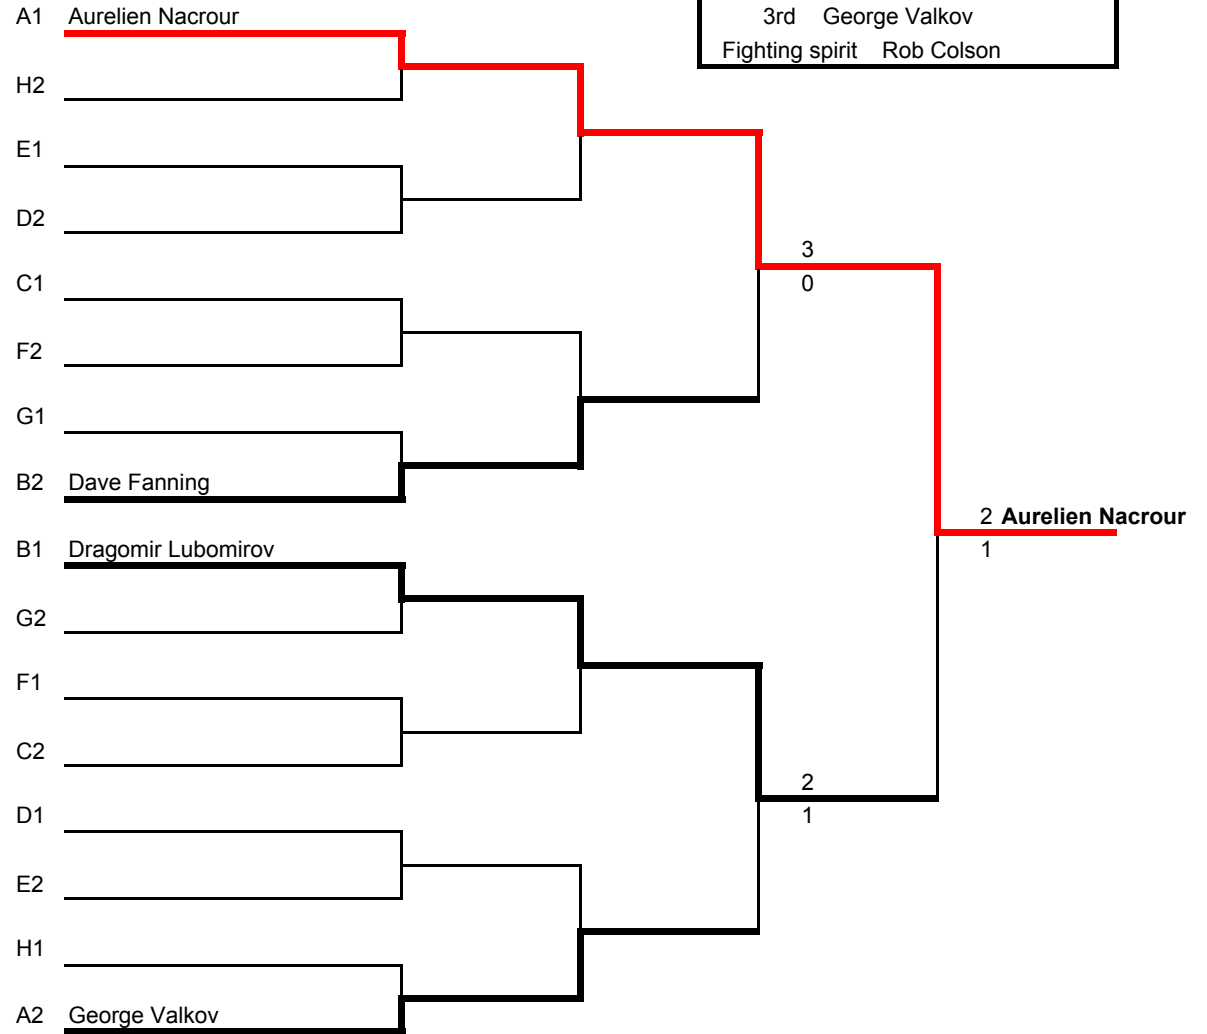 A1 Aurelien Nacrour
3rd George Valkov
Fighting spirit Rob Colson
H2
E1
D2
3
0
C1
F2
G1
B2 Dave Fanning
2 Aurelien Nacrour
1
B1 Dragomir Lubomirov
G2
F1
C2
2
1
D1
E2
H1
A2 George Valkov